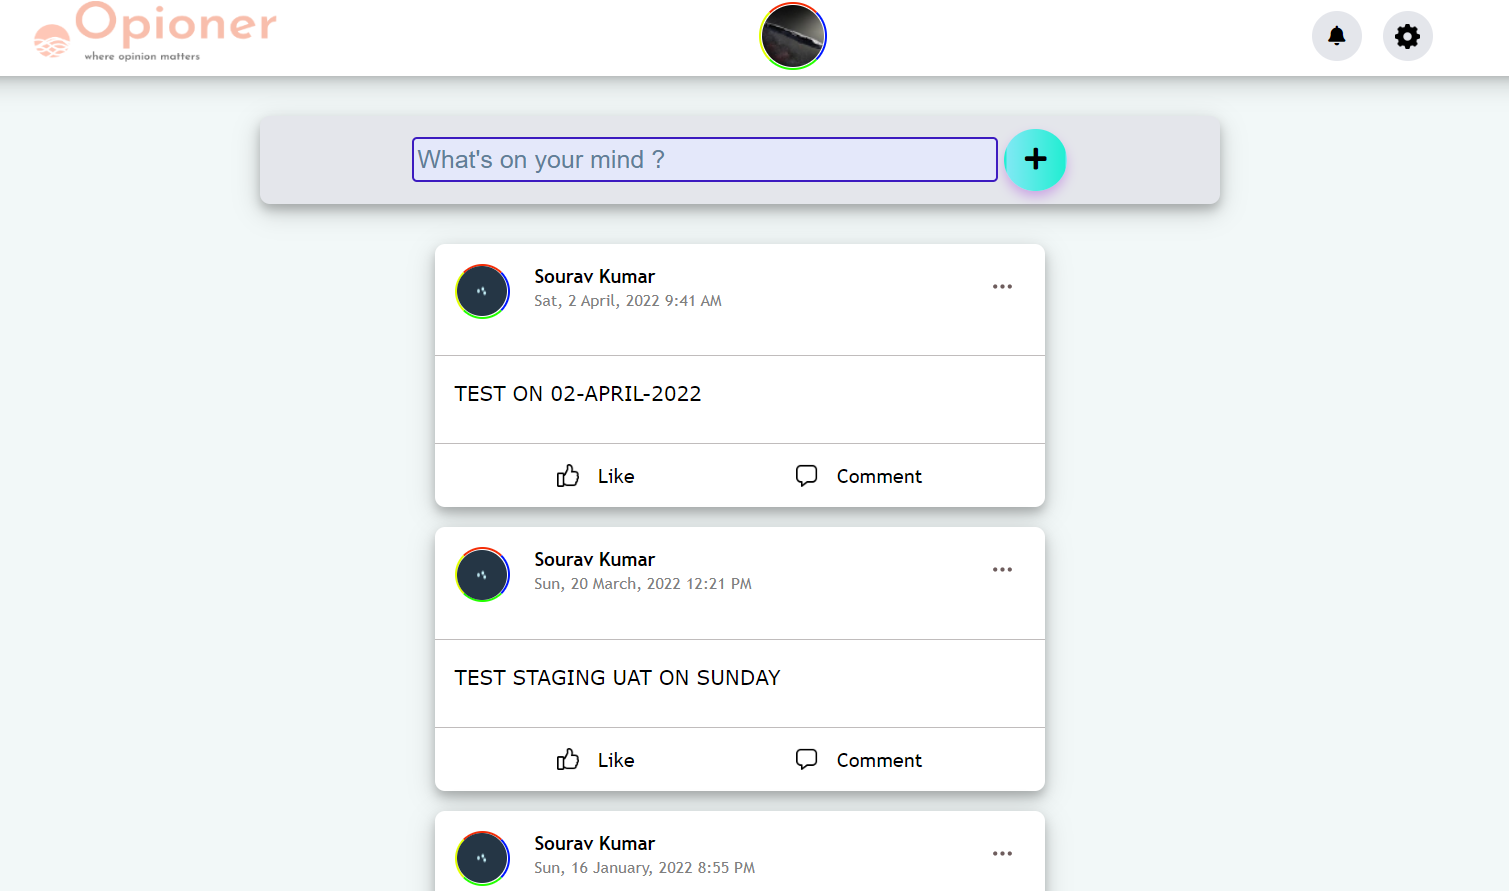 Opioner
where opinion matters
What's on your mind ?
Sourav Kumar
Sat, 2 April, 2022 9:41 AM
TEST ON 02-APRIL-2022
Like
Comment
Sourav Kumar
Sun, 20 March, 2022 12:21 PM
TEST STAGING UAT ON SUNDAY
Like
Comment
Sourav Kumar
Sun, 16 January, 2022 8:55 PM